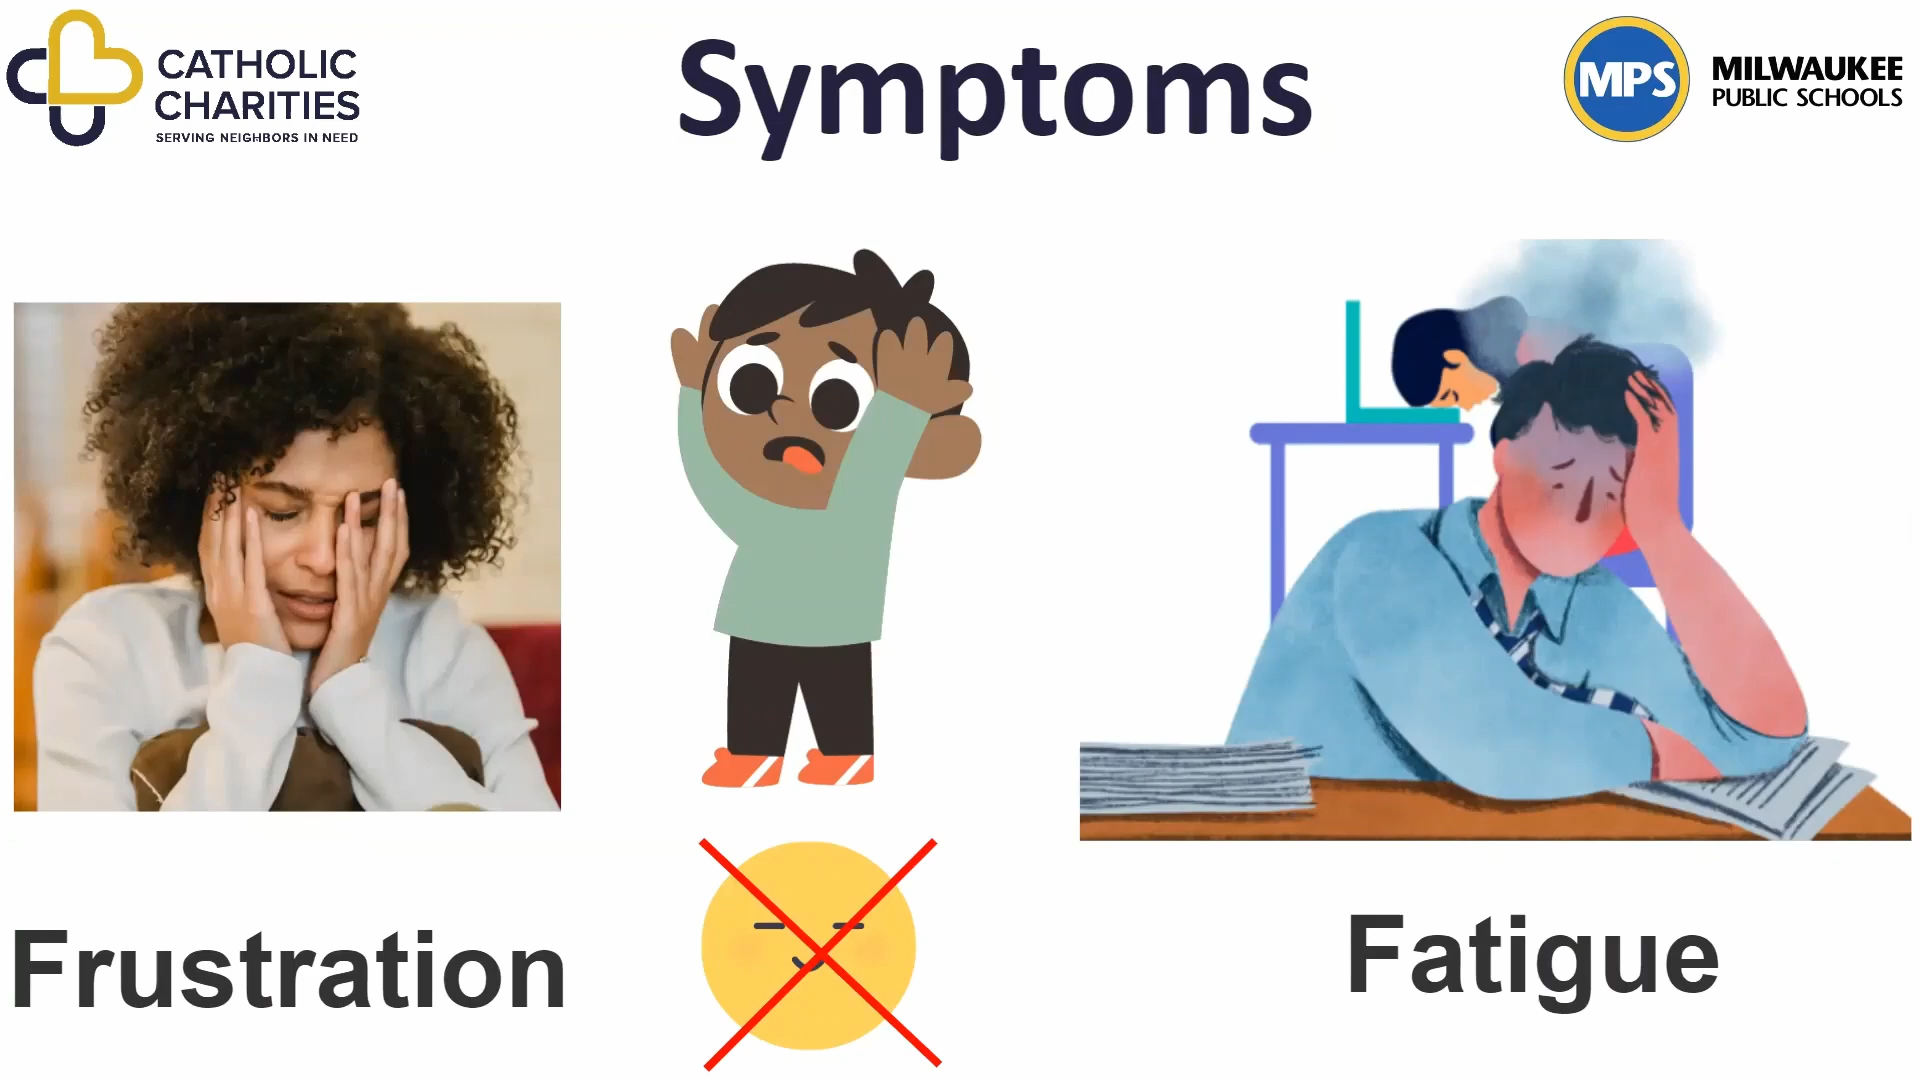 CATHOLIC
CHARITIES
SERVING NEIGHBORS IN NEED
Symptoms
MPS
MILWAUKEE
PUBLIC SCHOOLS
Frustration
Fatigue